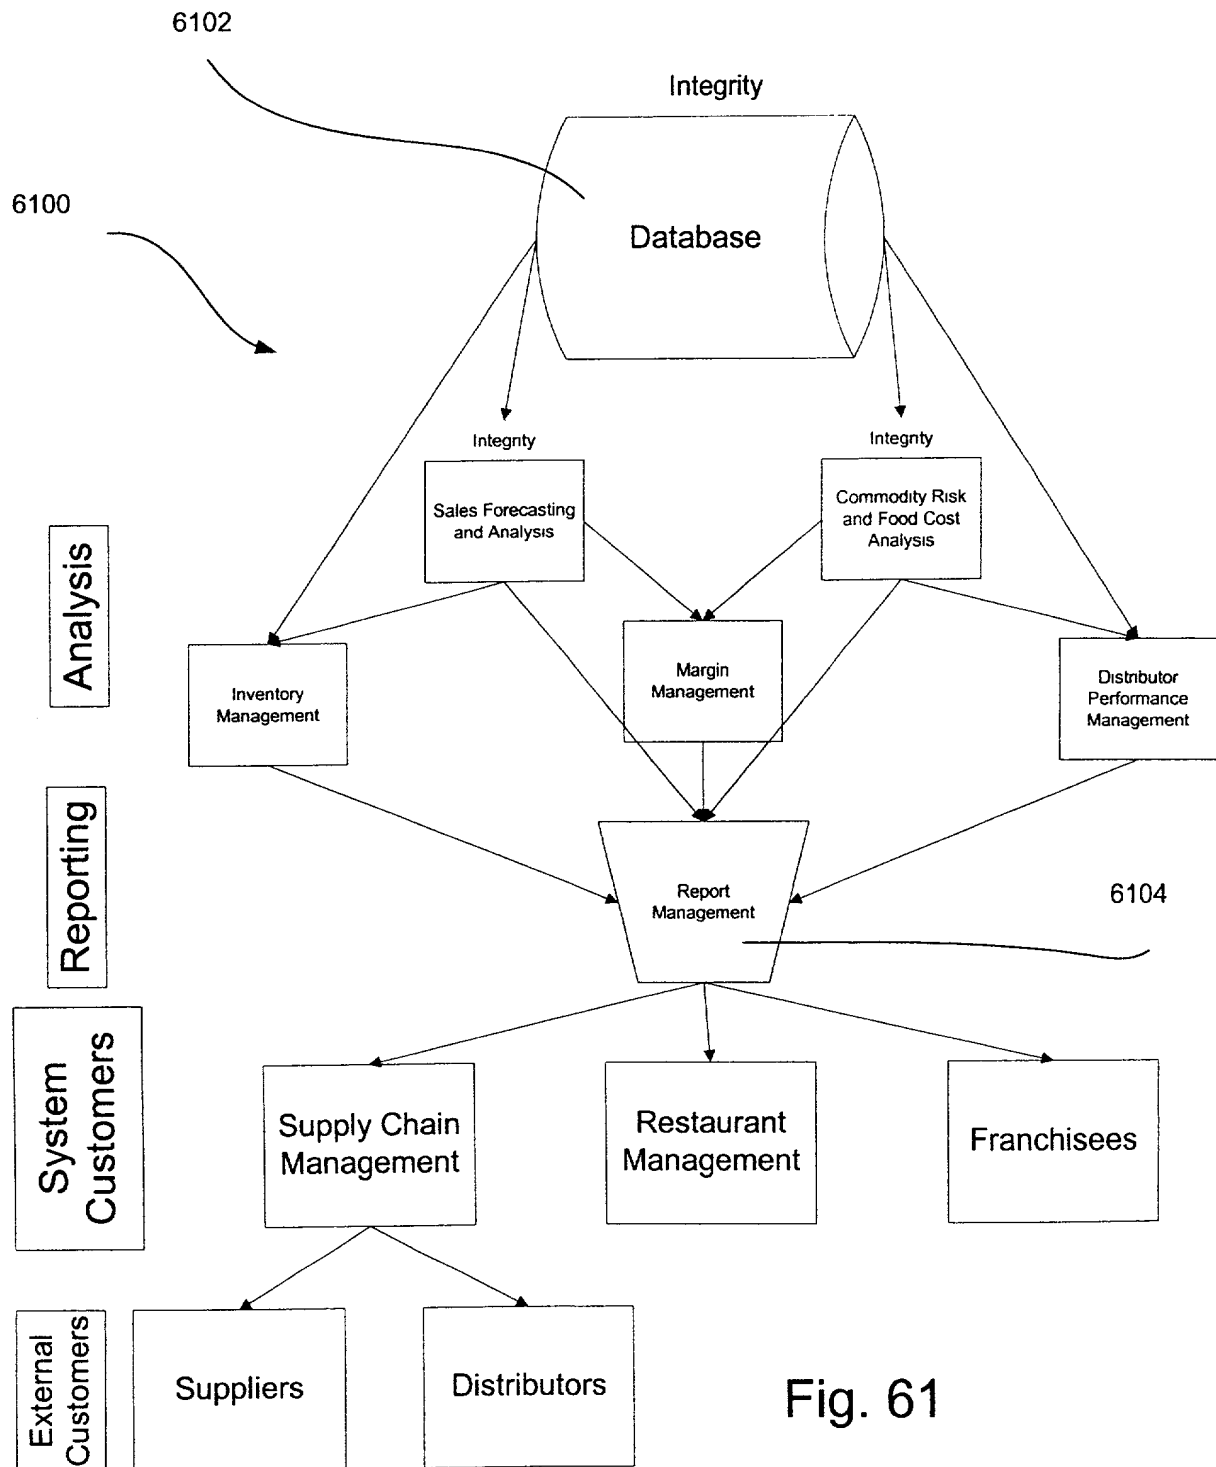 6102
Integrity
6100
Database
Integrity
Integrity
Sales Forecasting
and Analysis
Commodity Risk
and Food Cost
Analysis
Analysis
Inventory
Management
Margin
Management
Distributor
Performance
Management
Reporting
Report
Management
6104
System
Customers
Supply Chain
Management
Restaurant
Management
Franchisees
External
Customers
Suppliers
Distributors
Fig. 61